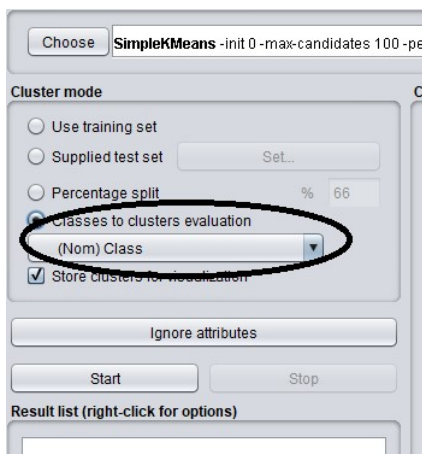 Choose SimpleKMeans -init 0 -max-candidates 100 -pe
Cluster mode
Use training set
Supplied test set Set...
Percentage split % 66
Classes to clusters evaluation
(Nom) Class
Store clusters for visualization
Ignore attributes
Start Stop
Result list (right-click for options)